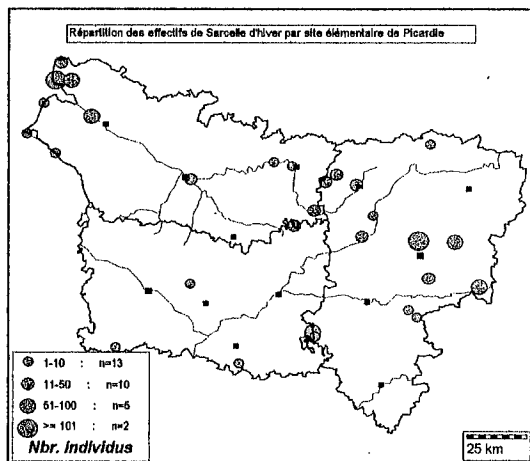 Répartition des effectifs de Sarcelle d'hiver par site élémentaire de Picardie
1-10 : n=13
11-50 : n=10
51-100 : n=5
>= 101 : n=2
Nbr. individus
25 km